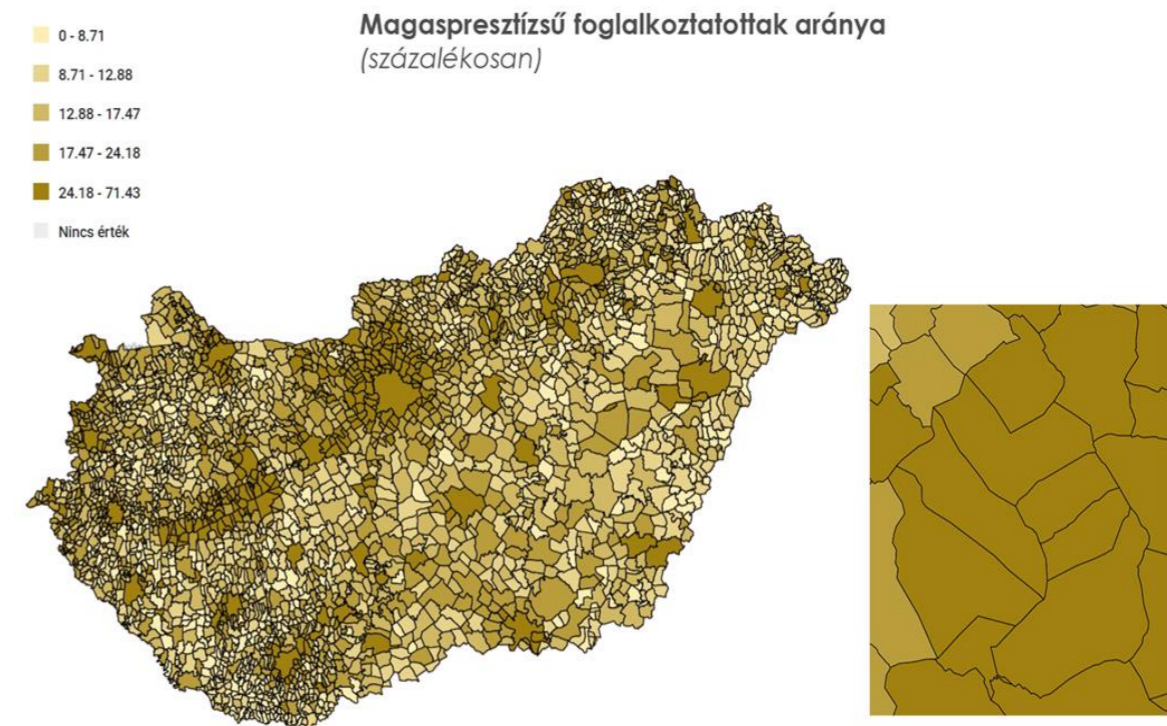 Magaspresztízsű foglalkoztatottak aránya
(százalékosan)
0 - 8.71
8.71 - 12.88
12.88 - 17.47
17.47 - 24.18
24.18 - 71.43
Nincs érték